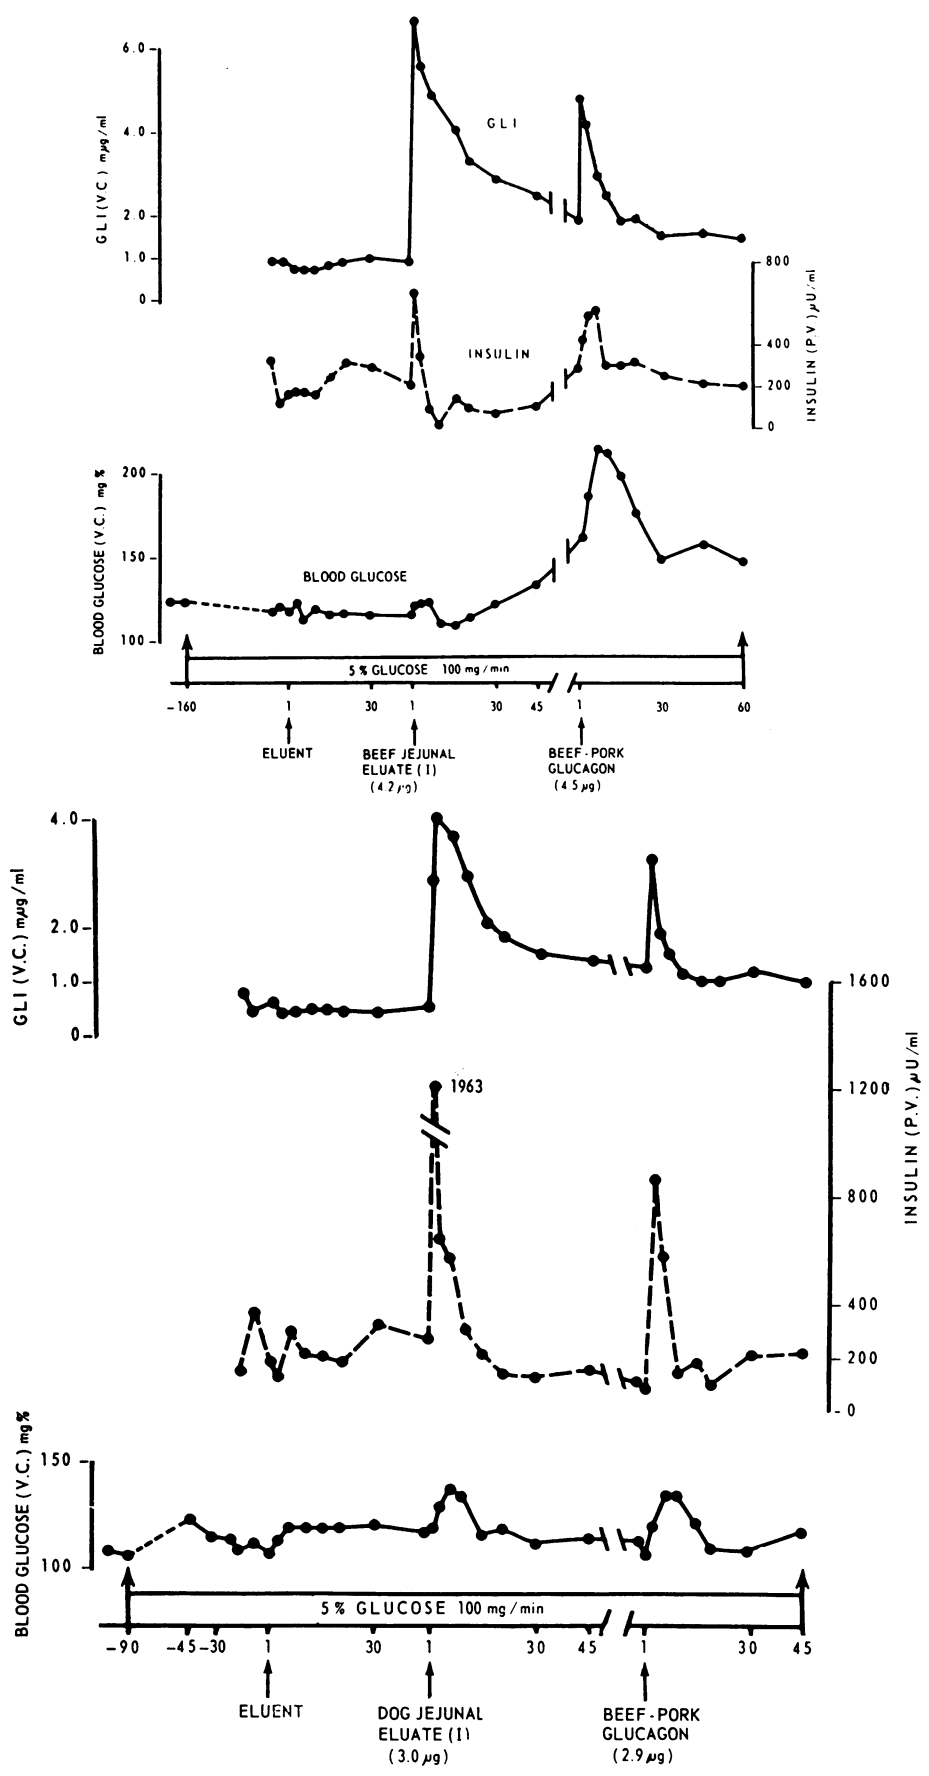 6.0
4.0
2.0
1.0
0
GLI (V.C.) mμg/ml
GLI
800
400
200
0
INSULIN (P.V.) μU/ml
INSULIN
200
150
100
BLOOD GLUCOSE (V.C.) mg %
BLOOD GLUCOSE
5% GLUCOSE 100 mg/min
-160 1 30 1 30 45 1 30 60
ELUENT
BEEF JEJUNAL
ELUATE (I)
(4.2 μg)
BEEF-PORK
GLUCAGON
(4.5 μg)
4.0
2.0
1.0
0
GLI (V.C.) mμg/ml
1963
1600
1200
800
400
200
0
INSULIN (P.V.) μU/ml
150
100
BLOOD GLUCOSE (V.C.) mg%
5% GLUCOSE 100 mg/min
-90 -45 -30 1 30 1 30 45 1 30 45
ELUENT
DOG JEJUNAL
ELUATE (I)
(3.0 μg)
BEEF-PORK
GLUCAGON
(2.9 μg)